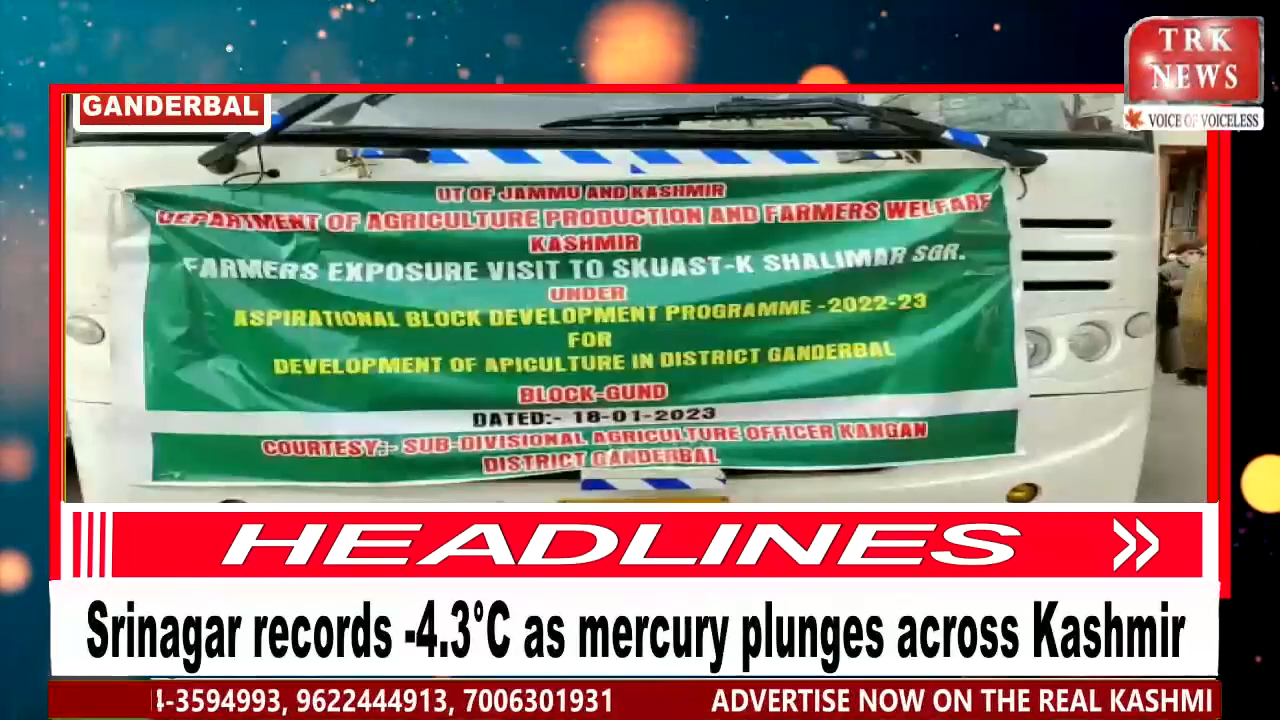 GANDERBAL
TRK
NEWS
VOICE OF VOICELESS
UT OF JAMMU AND KASHMIR
DEPARTMENT OF AGRICULTURE PRODUCTION AND FARMERS WELFARE
KASHMIR
FARMERS EXPOSURE VISIT TO SKUAST-K SHALIMAR SGR.
UNDER
ASPIRATIONAL BLOCK DEVELOPMENT PROGRAMME -2022-23
FOR
DEVELOPMENT OF APICULTURE IN DISTRICT GANDERBAL
BLOCK-GUND
DATED:- 18-01-2023
COURTESY:- SUB-DIVISIONAL AGRICULTURE OFFICER KANGAN
DISTRICT GANDERBAL
HEADLINES
Srinagar records -4.3°C as mercury plunges across Kashmir
4-3594993, 9622444913, 7006301931 ADVERTISE NOW ON THE REAL KASHMI